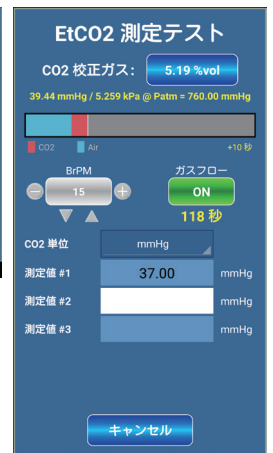 EtCO2 測定テスト
CO2 校正ガス: 5.19 %vol
39.44 mmHg / 5.259 kPa @ Patm = 760.00 mmHg
CO2 Air +10 秒
BrPM ガスフロー
15 ON
118 秒
CO2 単位 mmHg
測定値 #1 37.00 mmHg
測定値 #2 mmHg
測定値 #3 mmHg
キャンセル